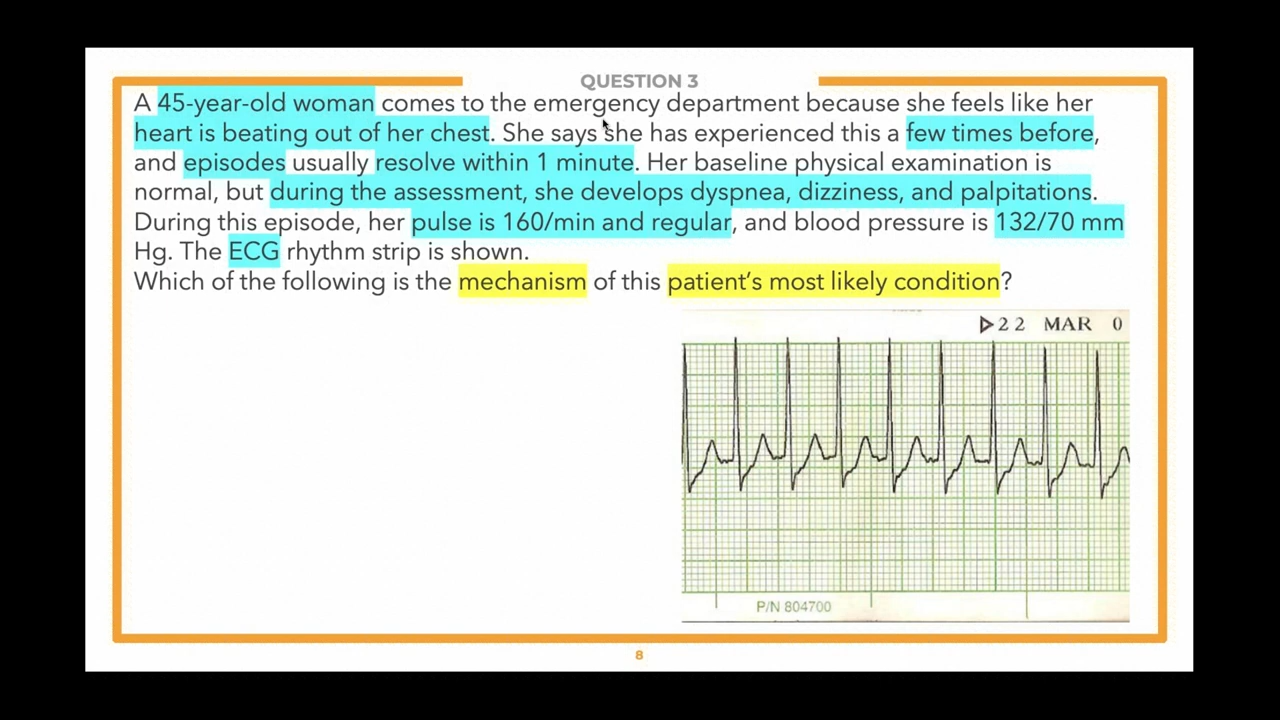 QUESTION 3
A 45-year-old woman comes to the emergency department because she feels like her
heart is beating out of her chest. She says she has experienced this a few times before,
and episodes usually resolve within 1 minute. Her baseline physical examination is
normal, but during the assessment, she develops dyspnea, dizziness, and palpitations.
During this episode, her pulse is 160/min and regular, and blood pressure is 132/70 mm
Hg. The ECG rhythm strip is shown.
Which of the following is the mechanism of this patient’s most likely condition?
22 MAR 0
P/N 804700
8